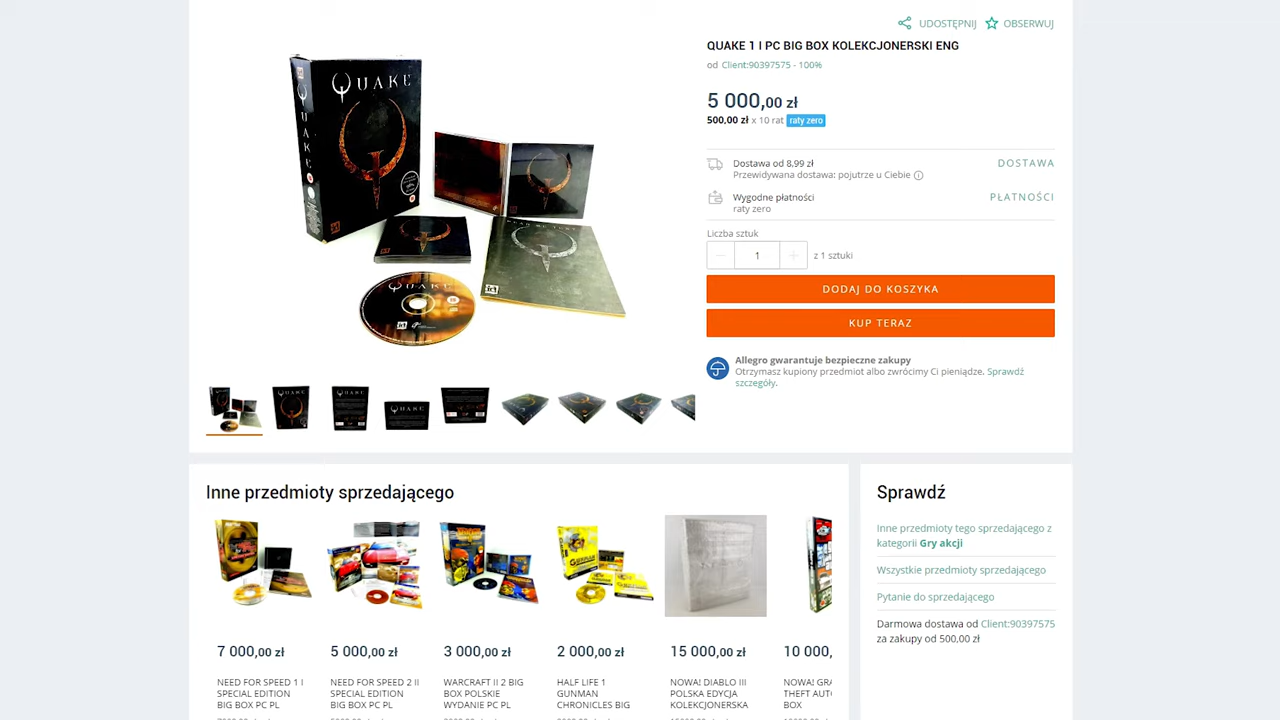 UDOSTĘPNIJ
OBSERWUJ
QUAKE 1 I PC BIG BOX KOLEKCJONERSKI ENG
od Client:90397575 - 100%
5 000,00 zł
500,00 zł x 10 rat raty zero
Dostawa od 8,99 zł
Przewidywana dostawa: pojutrze u Ciebie
DOSTAWA
Wygodne płatności
raty zero
PŁATNOŚCI
Liczba sztuk
1
z 1 sztuki
DODAJ DO KOSZYKA
KUP TERAZ
Allegro gwarantuje bezpieczne zakupy
Otrzymasz kupiony przedmiot albo zwrócimy Ci pieniądze. Sprawdź
szczegóły.
QUAKE
QUAKE
QUAKE
Inne przedmioty sprzedającego
7 000,00 zł
NEED FOR SPEED 1 I
SPECIAL EDITION
BIG BOX PC PL
5 000,00 zł
NEED FOR SPEED 2 II
SPECIAL EDITION
BIG BOX PC PL
3 000,00 zł
WARCRAFT II 2 BIG
BOX POLSKIE
WYDANIE PC PL
2 000,00 zł
HALF LIFE 1
GUNMAN
CHRONICLES BIG
15 000,00 zł
NOWA! DIABLO III
POLSKA EDYCJA
KOLEKCJONERSKA
10 000,
NOWA! GRA
THEFT AUTO
BOX
Sprawdź
Inne przedmioty tego sprzedającego z
kategorii Gry akcji
Wszystkie przedmioty sprzedającego
Pytanie do sprzedającego
Darmowa dostawa od Client:90397575
za zakupy od 500,00 zł